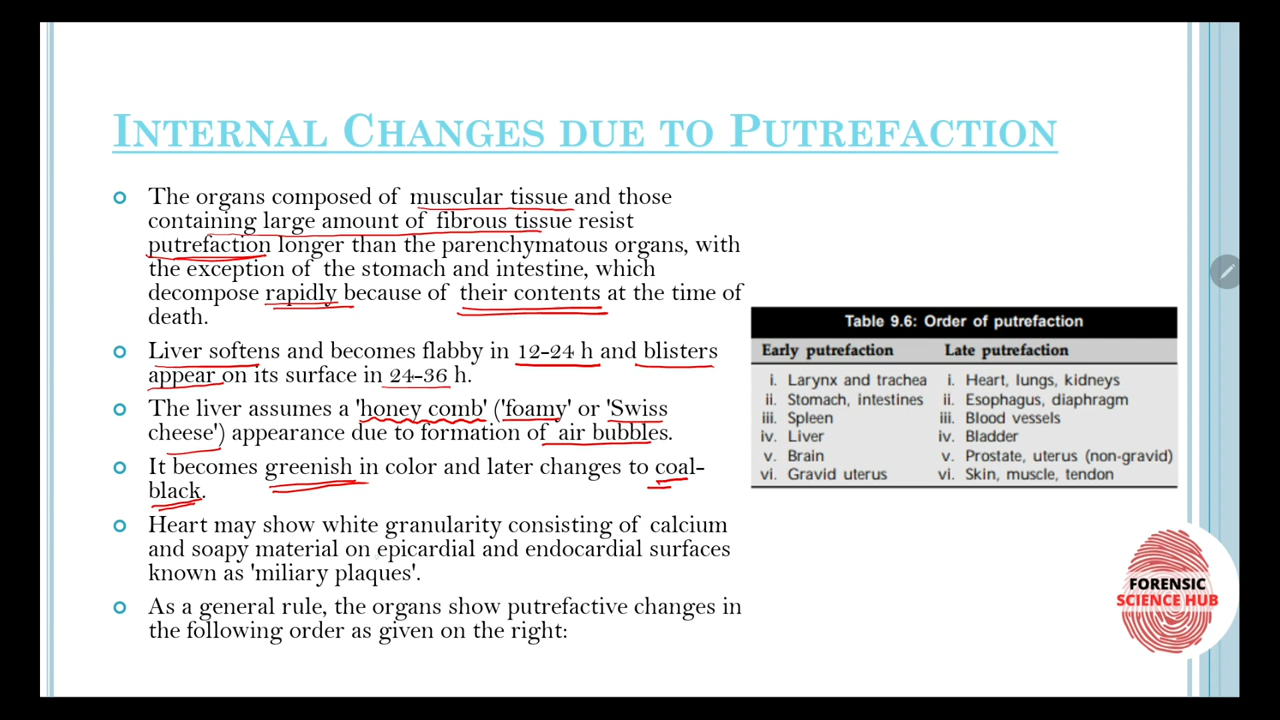 INTERNAL CHANGES DUE TO PUTREFACTION
The organs composed of muscular tissue and those
containing large amount of fibrous tissue resist
putrefaction longer than the parenchymatous organs, with
the exception of the stomach and intestine, which
decompose rapidly because of their contents at the time of
death.
Liver softens and becomes flabby in 12-24 h and blisters
appear on its surface in 24-36 h.
The liver assumes a 'honey comb' ('foamy' or 'Swiss
cheese') appearance due to formation of air bubbles.
It becomes greenish in color and later changes to coal-
black.
Heart may show white granularity consisting of calcium
and soapy material on epicardial and endocardial surfaces
known as 'miliary plaques'.
As a general rule, the organs show putrefactive changes in
the following order as given on the right:
Table 9.6: Order of putrefaction
Early putrefaction Late putrefaction
i. Larynx and trachea i. Heart, lungs, kidneys
ii. Stomach, intestines ii. Esophagus, diaphragm
iii. Spleen iii. Blood vessels
iv. Liver iv. Bladder
v. Brain v. Prostate, uterus (non-gravid)
vi. Gravid uterus vi. Skin, muscle, tendon
FORENSIC
SCIENCE HUB